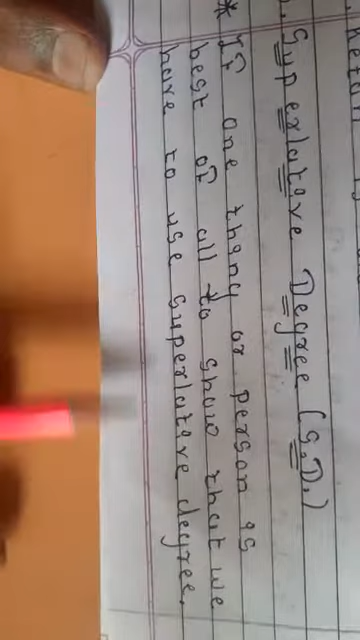 Superlative Degree (S.D.)
* If one thing or person is
best of all to show that we
have to use superlative degree.